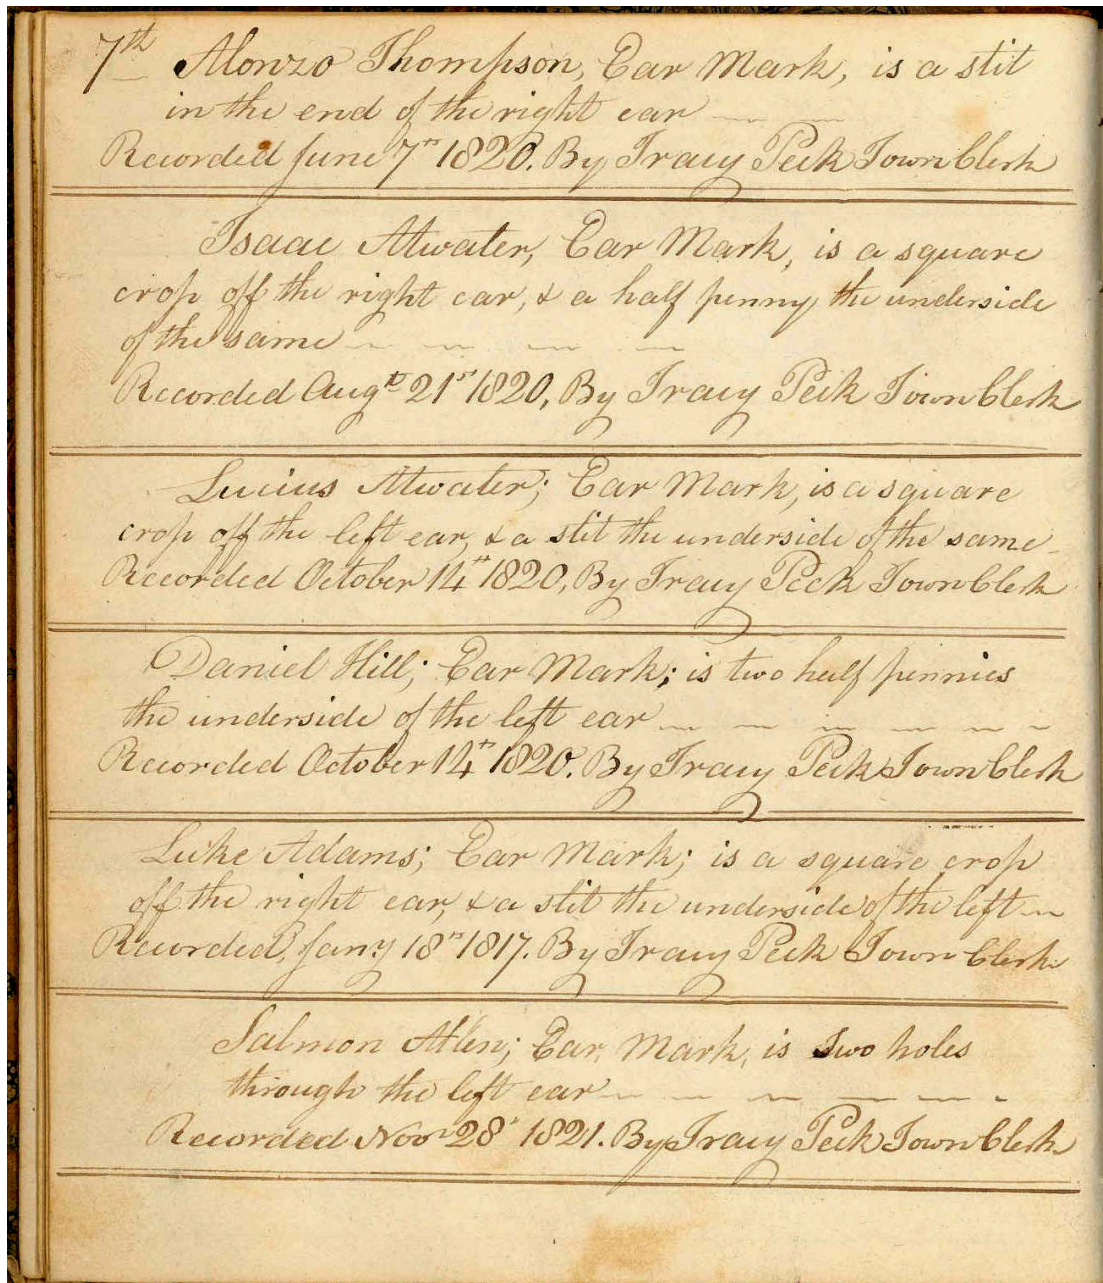 7th Alonzo Thompson, Ear Mark, is a slit
in the end of the right ear
Recorded June 7th 1820. By Tracy Peck Town Clerk
Isaac Atwater, Ear Mark, is a square
crop off the right ear, & a half penny the underside
of the same
Recorded Augt 21st 1820, By Tracy Peck Town Clerk
Lucius Atwater; Ear Mark, is a square
crop off the left ear, & a slit the underside of the same
Recorded October 14th 1820, By Tracy Peck Town Clerk
Daniel Hill; Ear Mark; is two half pennies
the underside of the left ear
Recorded October 14th 1820. By Tracy Peck Town Clerk
Luke Adams; Ear Mark; is a square crop
off the right ear, & a slit the underside of the left
Recorded, Jany 18th 1817. By Tracy Peck Town Clerk
Salmon Allen; Ear Mark, is Two holes
through the left ear
Recorded Novr 28th 1821. By Tracy Peck Town Clerk